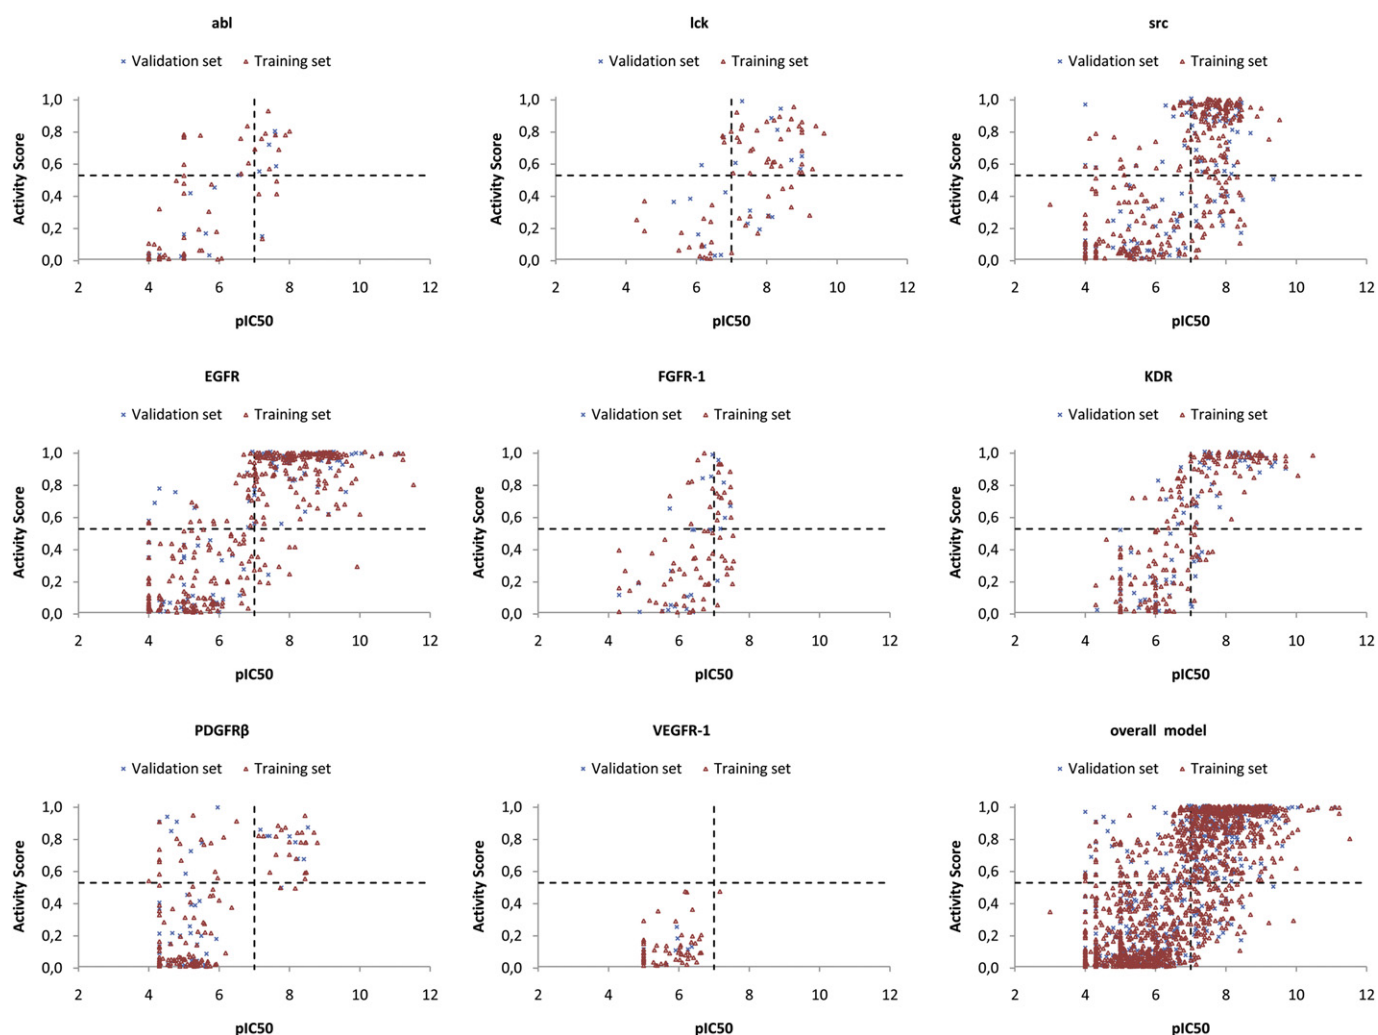 abl
× Validation set △ Training set
Activity Score
1,0
0,8
0,6
0,4
0,2
0,0
2 4 6 8 10 12
pIC50
lck
× Validation set △ Training set
Activity Score
1,0
0,8
0,6
0,4
0,2
0,0
2 4 6 8 10 12
pIC50
src
× Validation set △ Training set
Activity Score
1,0
0,8
0,6
0,4
0,2
0,0
2 4 6 8 10 12
pIC50
EGFR
× Validation set △ Training set
Activity Score
1,0
0,8
0,6
0,4
0,2
0,0
2 4 6 8 10 12
pIC50
FGFR-1
× Validation set △ Training set
Activity Score
1,0
0,8
0,6
0,4
0,2
0,0
2 4 6 8 10 12
pIC50
KDR
× Validation set △ Training set
Activity Score
1,0
0,8
0,6
0,4
0,2
0,0
2 4 6 8 10 12
pIC50
PDGFRβ
× Validation set △ Training set
Activity Score
1,0
0,8
0,6
0,4
0,2
0,0
2 4 6 8 10 12
pIC50
VEGFR-1
× Validation set △ Training set
Activity Score
1,0
0,8
0,6
0,4
0,2
0,0
2 4 6 8 10 12
pIC50
overall model
× Validation set △ Training set
Activity Score
1,0
0,8
0,6
0,4
0,2
0,0
2 4 6 8 10 12
pIC50